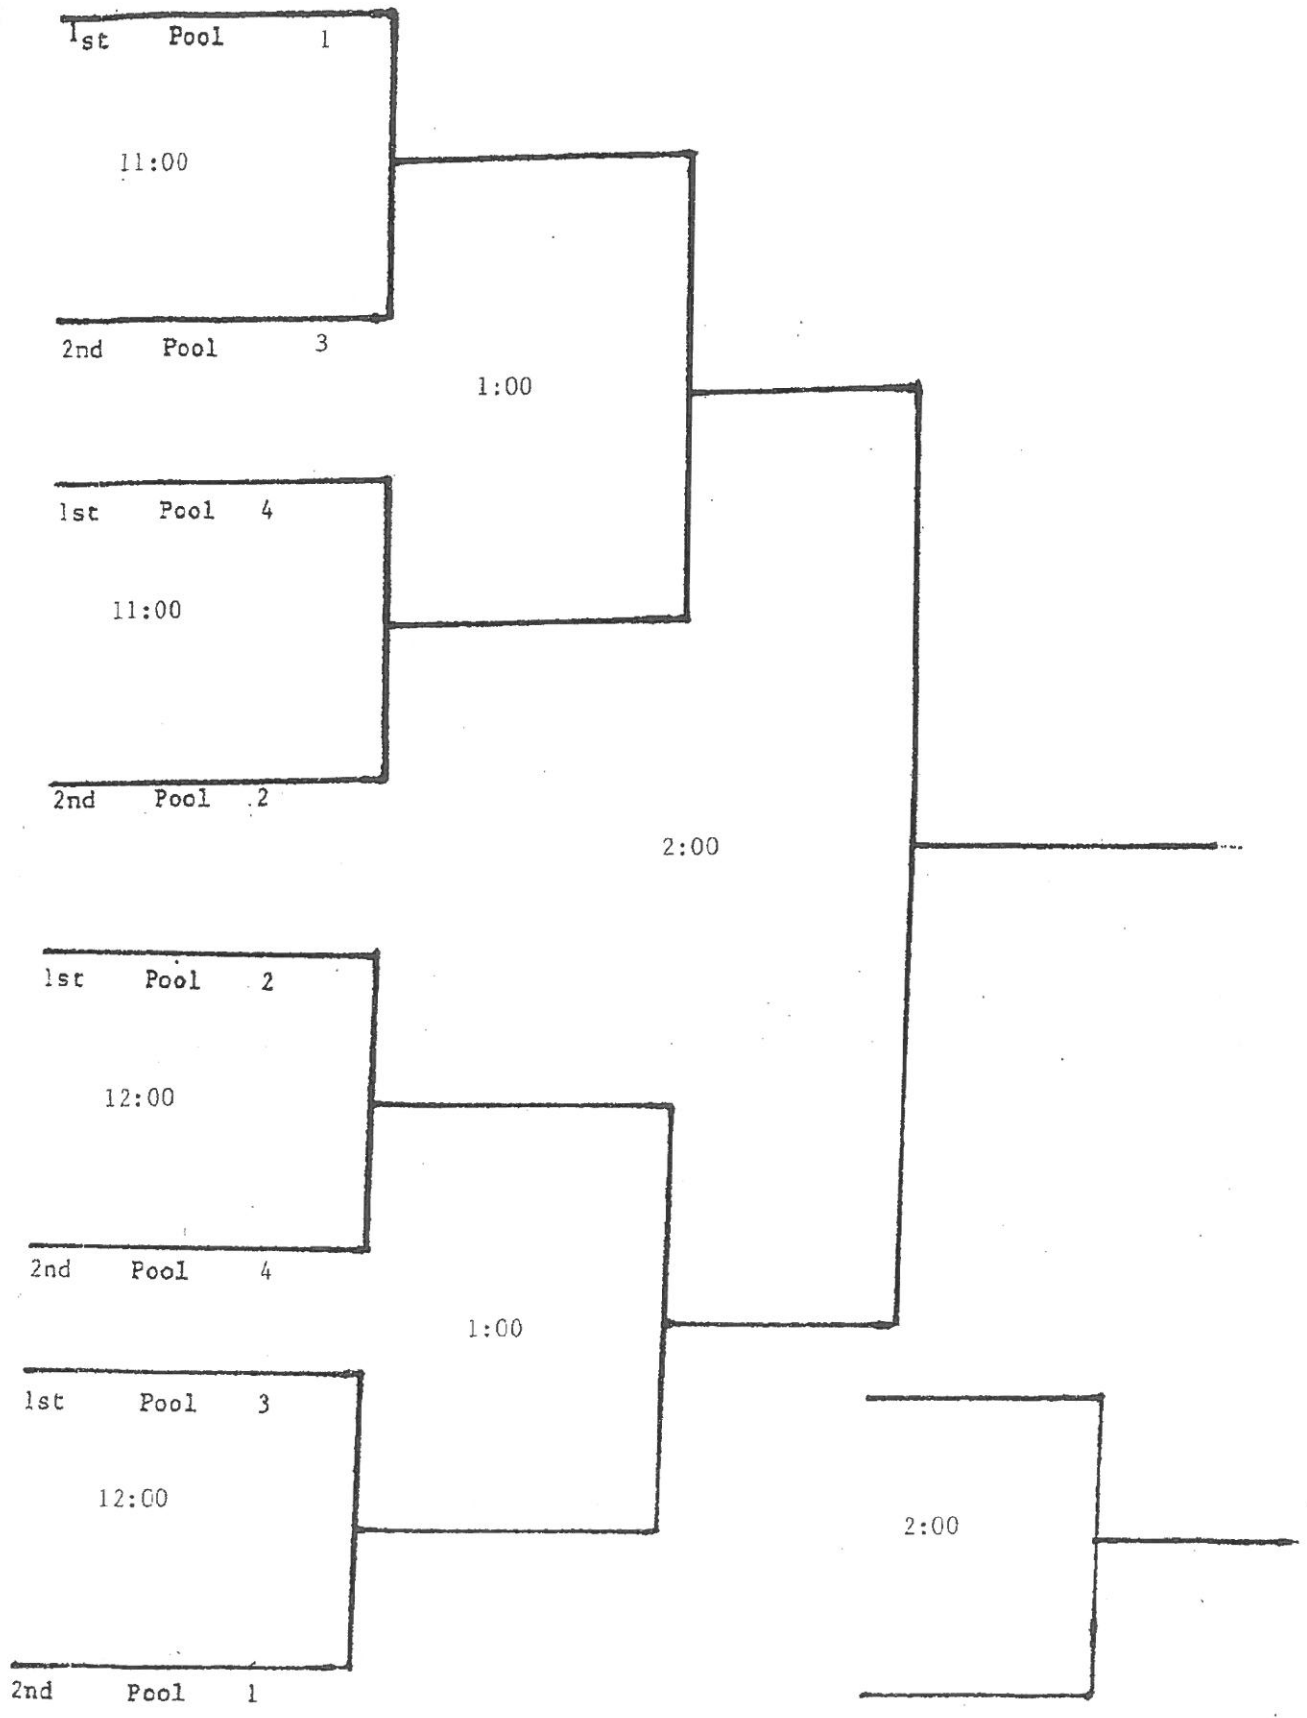 1st Pool 1
11:00
2nd Pool 3
1:00
1st Pool 4
11:00
2nd Pool 2
2:00
1st Pool 2
12:00
2nd Pool 4
1:00
1st Pool 3
12:00
2:00
2nd Pool 1